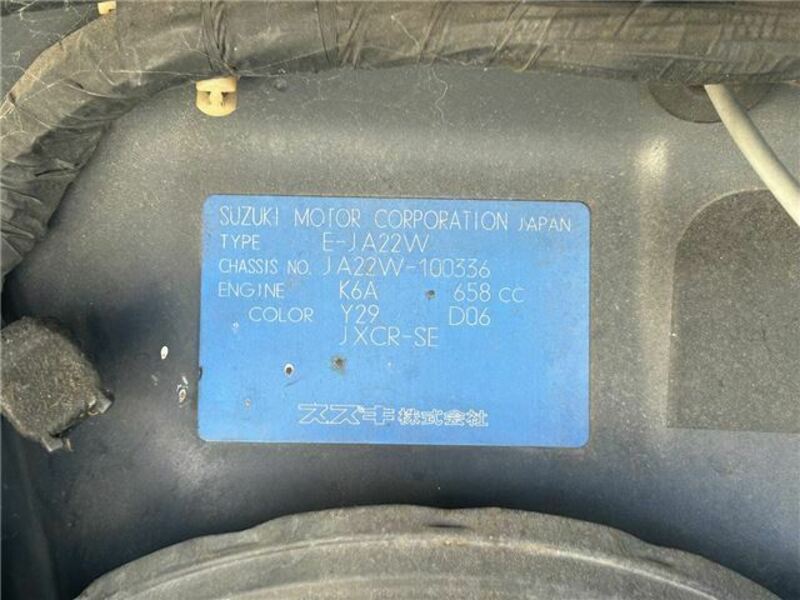 SUZUKI MOTOR CORPORATION JAPAN
TYPE E-JA22W
CHASSIS NO. JA22W-100336
ENGINE K6A 658 CC
COLOR Y29 D06
JXCR-SE
スズキ株式会社